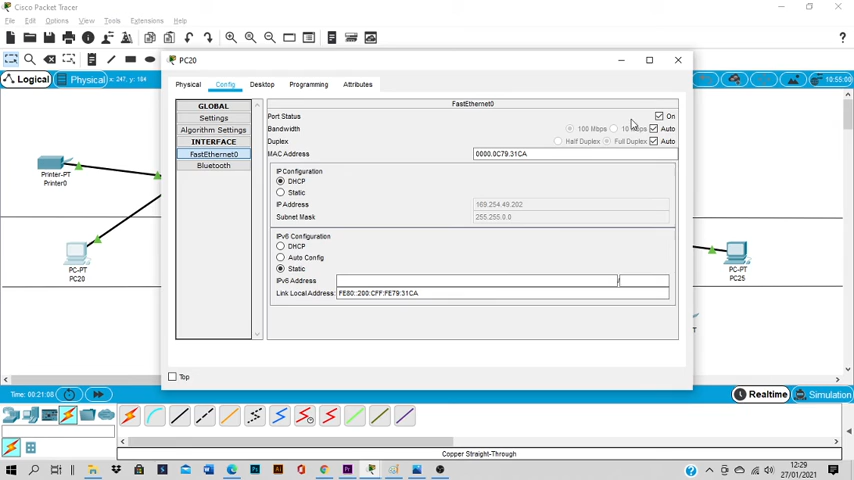 Cisco Packet Tracer
File Edit Options View Tools Extensions Help
Logical Physical x: 247, y: 184 10:55:00
PC20
Physical Config Desktop Programming Attributes
GLOBAL
Settings
Algorithm Settings
INTERFACE
FastEthernet0
Bluetooth
FastEthernet0
Port Status On
Bandwidth 100 Mbps 10 Mbps Auto
Duplex Half Duplex Full Duplex Auto
MAC Address 0000.0C79.31CA
IP Configuration
DHCP
Static
IP Address 169.254.49.202
Subnet Mask 255.255.0.0
IPv6 Configuration
DHCP
Auto Config
Static
IPv6 Address /
Link Local Address: FE80::200:CFF:FE79:31CA
Top
Printer-PT
Printer0
PC-PT
PC20
PC-PT
PC25
Time: 00:21:08 Realtime Simulation
Copper Straight-Through
12:29
27/01/2021